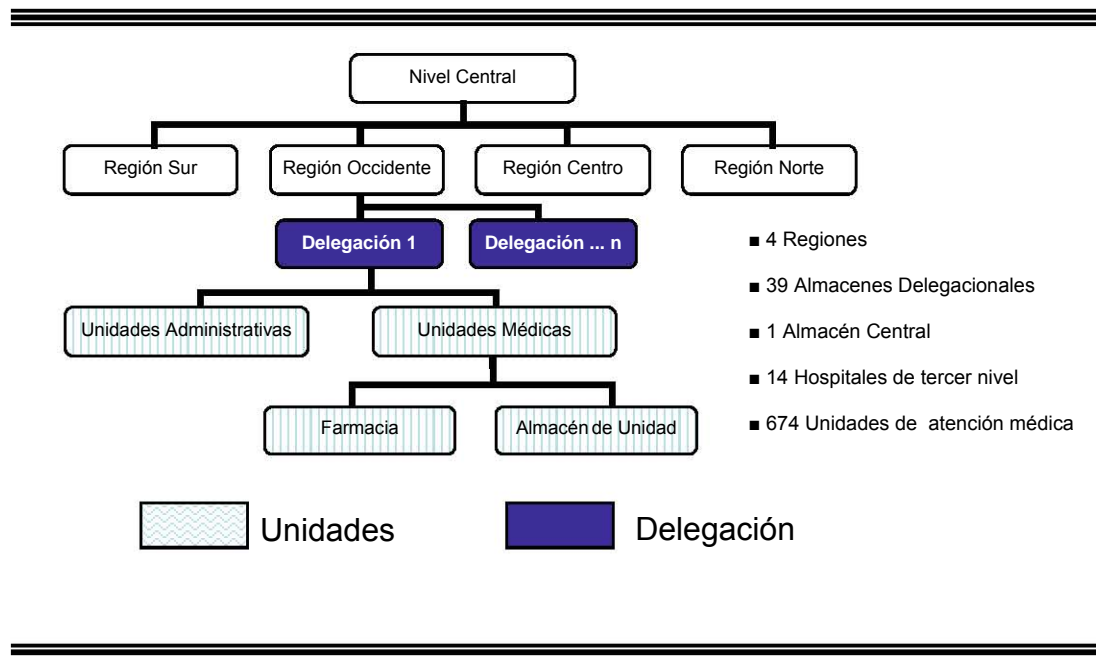 Nivel Central
Región Sur
Región Occidente
Región Centro
Región Norte
Delegación 1
Delegación ... n
Unidades Administrativas
Unidades Médicas
Farmacia
Almacén de Unidad
■ 4 Regiones
■ 39 Almacenes Delegacionales
■ 1 Almacén Central
■ 14 Hospitales de tercer nivel
■ 674 Unidades de atención médica
Unidades
Delegación